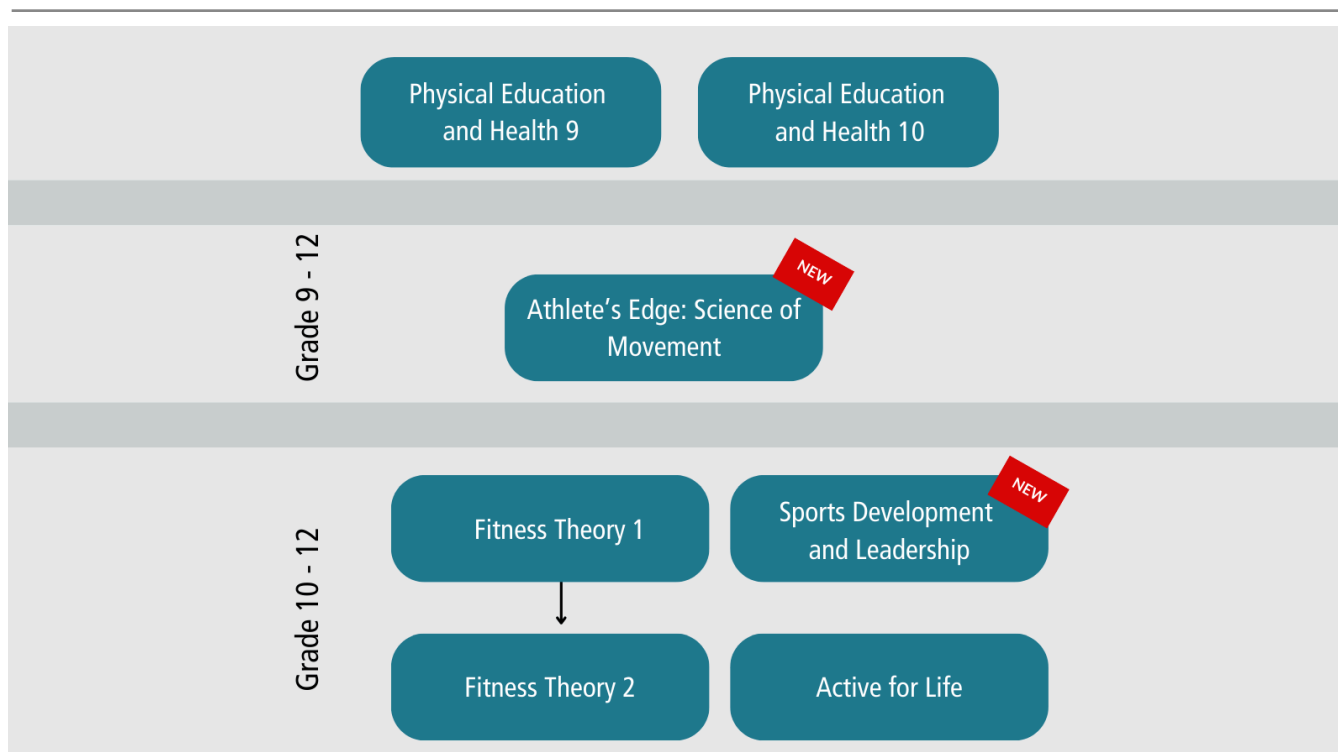 Physical Education
and Health 9
Physical Education
and Health 10
Grade 9 - 12
NEW
Athlete’s Edge: Science of
Movement
Grade 10 - 12
Fitness Theory 1
NEW
Sports Development
and Leadership
Fitness Theory 2
Active for Life